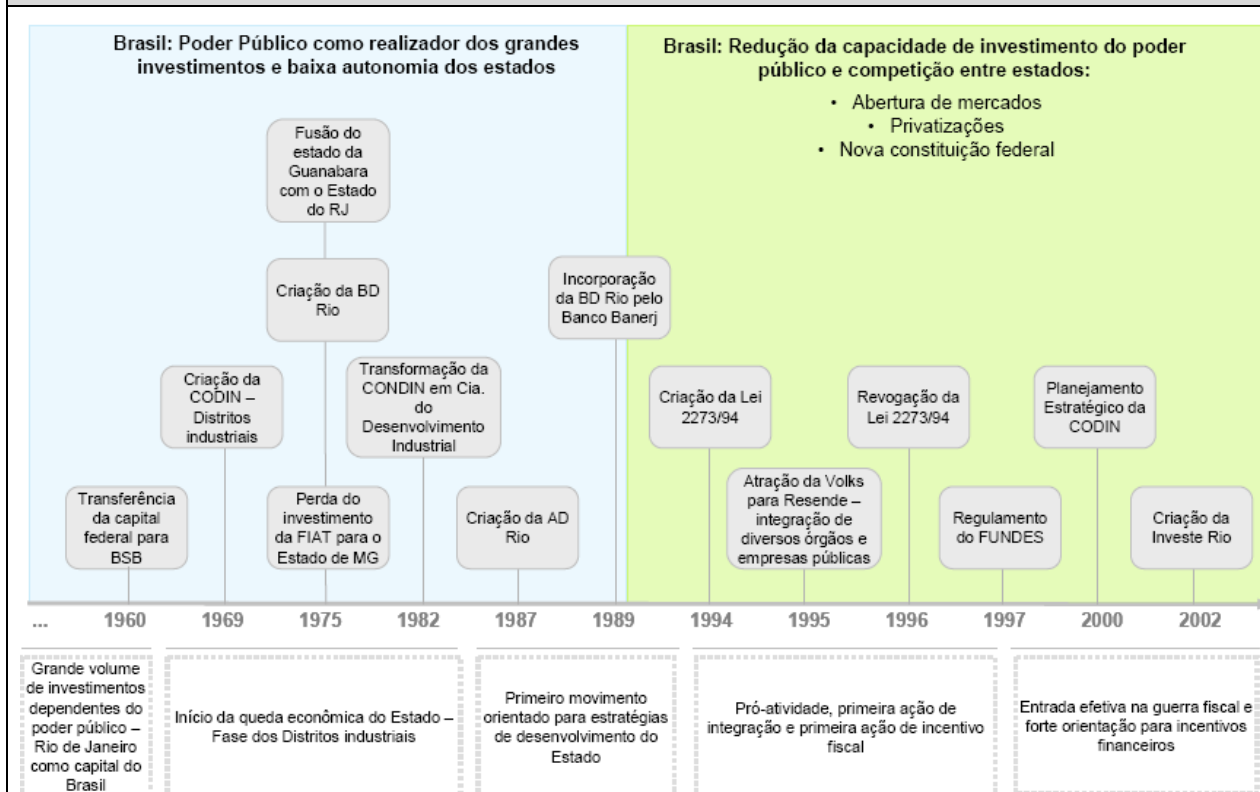 Brasil: Poder Público como realizador dos grandes
investimentos e baixa autonomia dos estados
Brasil: Redução da capacidade de investimento do poder
público e competição entre estados:
• Abertura de mercados
• Privatizações
• Nova constituição federal
Fusão do
estado da
Guanabara
com o Estado
do RJ
Criação da BD
Rio
Incorporação
da BD Rio pelo
Banco Banerj
Criação da
CODIN –
Distritos
industriais
Transformação da
CONDIN em Cia.
do
Desenvolvimento
Industrial
Criação da Lei
2273/94
Revogação da
Lei 2273/94
Planejamento
Estratégico da
CODIN
Transferência
da capital
federal para
BSB
Perda do
investimento
da FIAT para o
Estado de MG
Criação da AD
Rio
Atração da Volks
para Resende –
integração de
diversos órgãos e
empresas públicas
Regulamento
do FUNDES
Criação da
Investe Rio
... 1960 1969 1975 1982 1987 1989 1994 1995 1996 1997 2000 2002
Grande volume
de investimentos
dependentes do
poder público –
Rio de Janeiro
como capital do
Brasil
Início da queda econômica do Estado –
Fase dos Distritos industriais
Primeiro movimento
orientado para estratégias
de desenvolvimento do
Estado
Pró-atividade, primeira ação de
integração e primeira ação de incentivo
fiscal
Entrada efetiva na guerra fiscal e
forte orientação para incentivos
financeiros